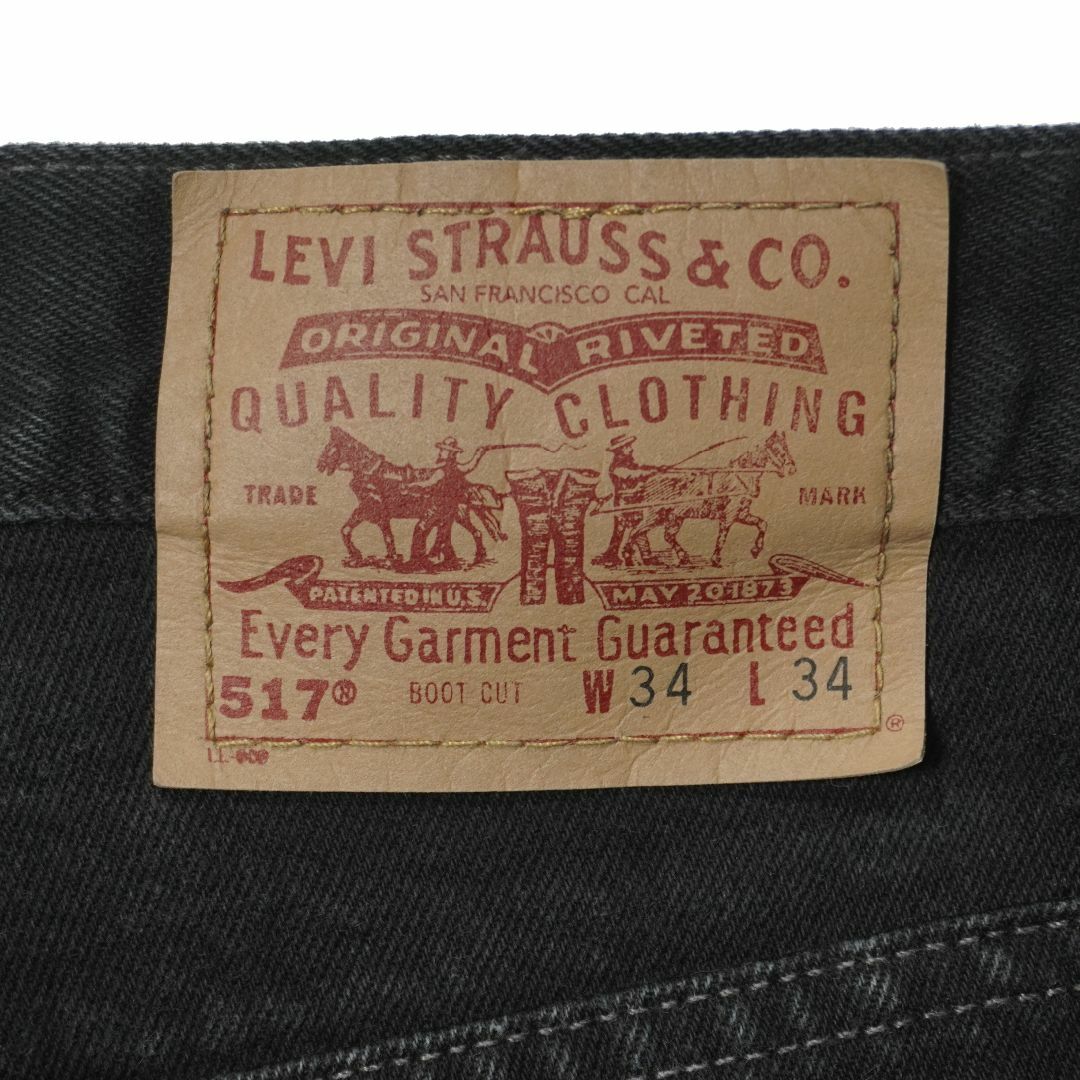 LEVI STRAUSS & CO.
SAN FRANCISCO CAL
ORIGINAL RIVETED
QUALITY CLOTHING
TRADE MARK
PATENTED IN U.S. MAY 20 1873
Every Garment Guaranteed
517® BOOT CUT W 34 L 34
®